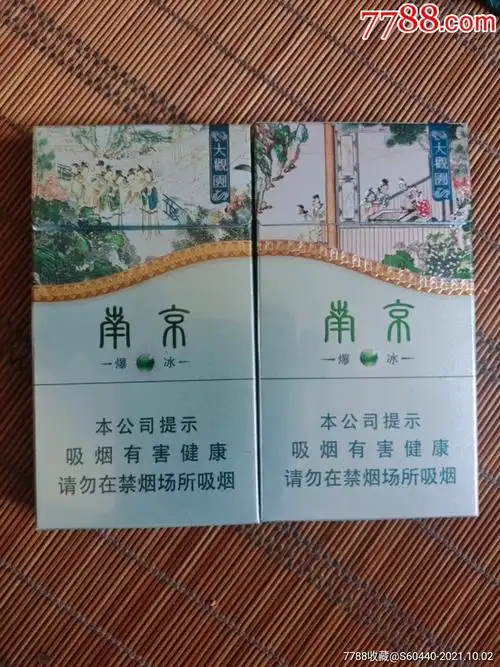 7788.com
大觀園
大觀園
南京
爆 冰
本公司提示
吸烟有害健康
请勿在禁烟场所吸烟
南京
爆 冰
本公司提示
吸烟有害健康
请勿在禁烟场所吸烟
7788收藏@S60440-2021.10.02